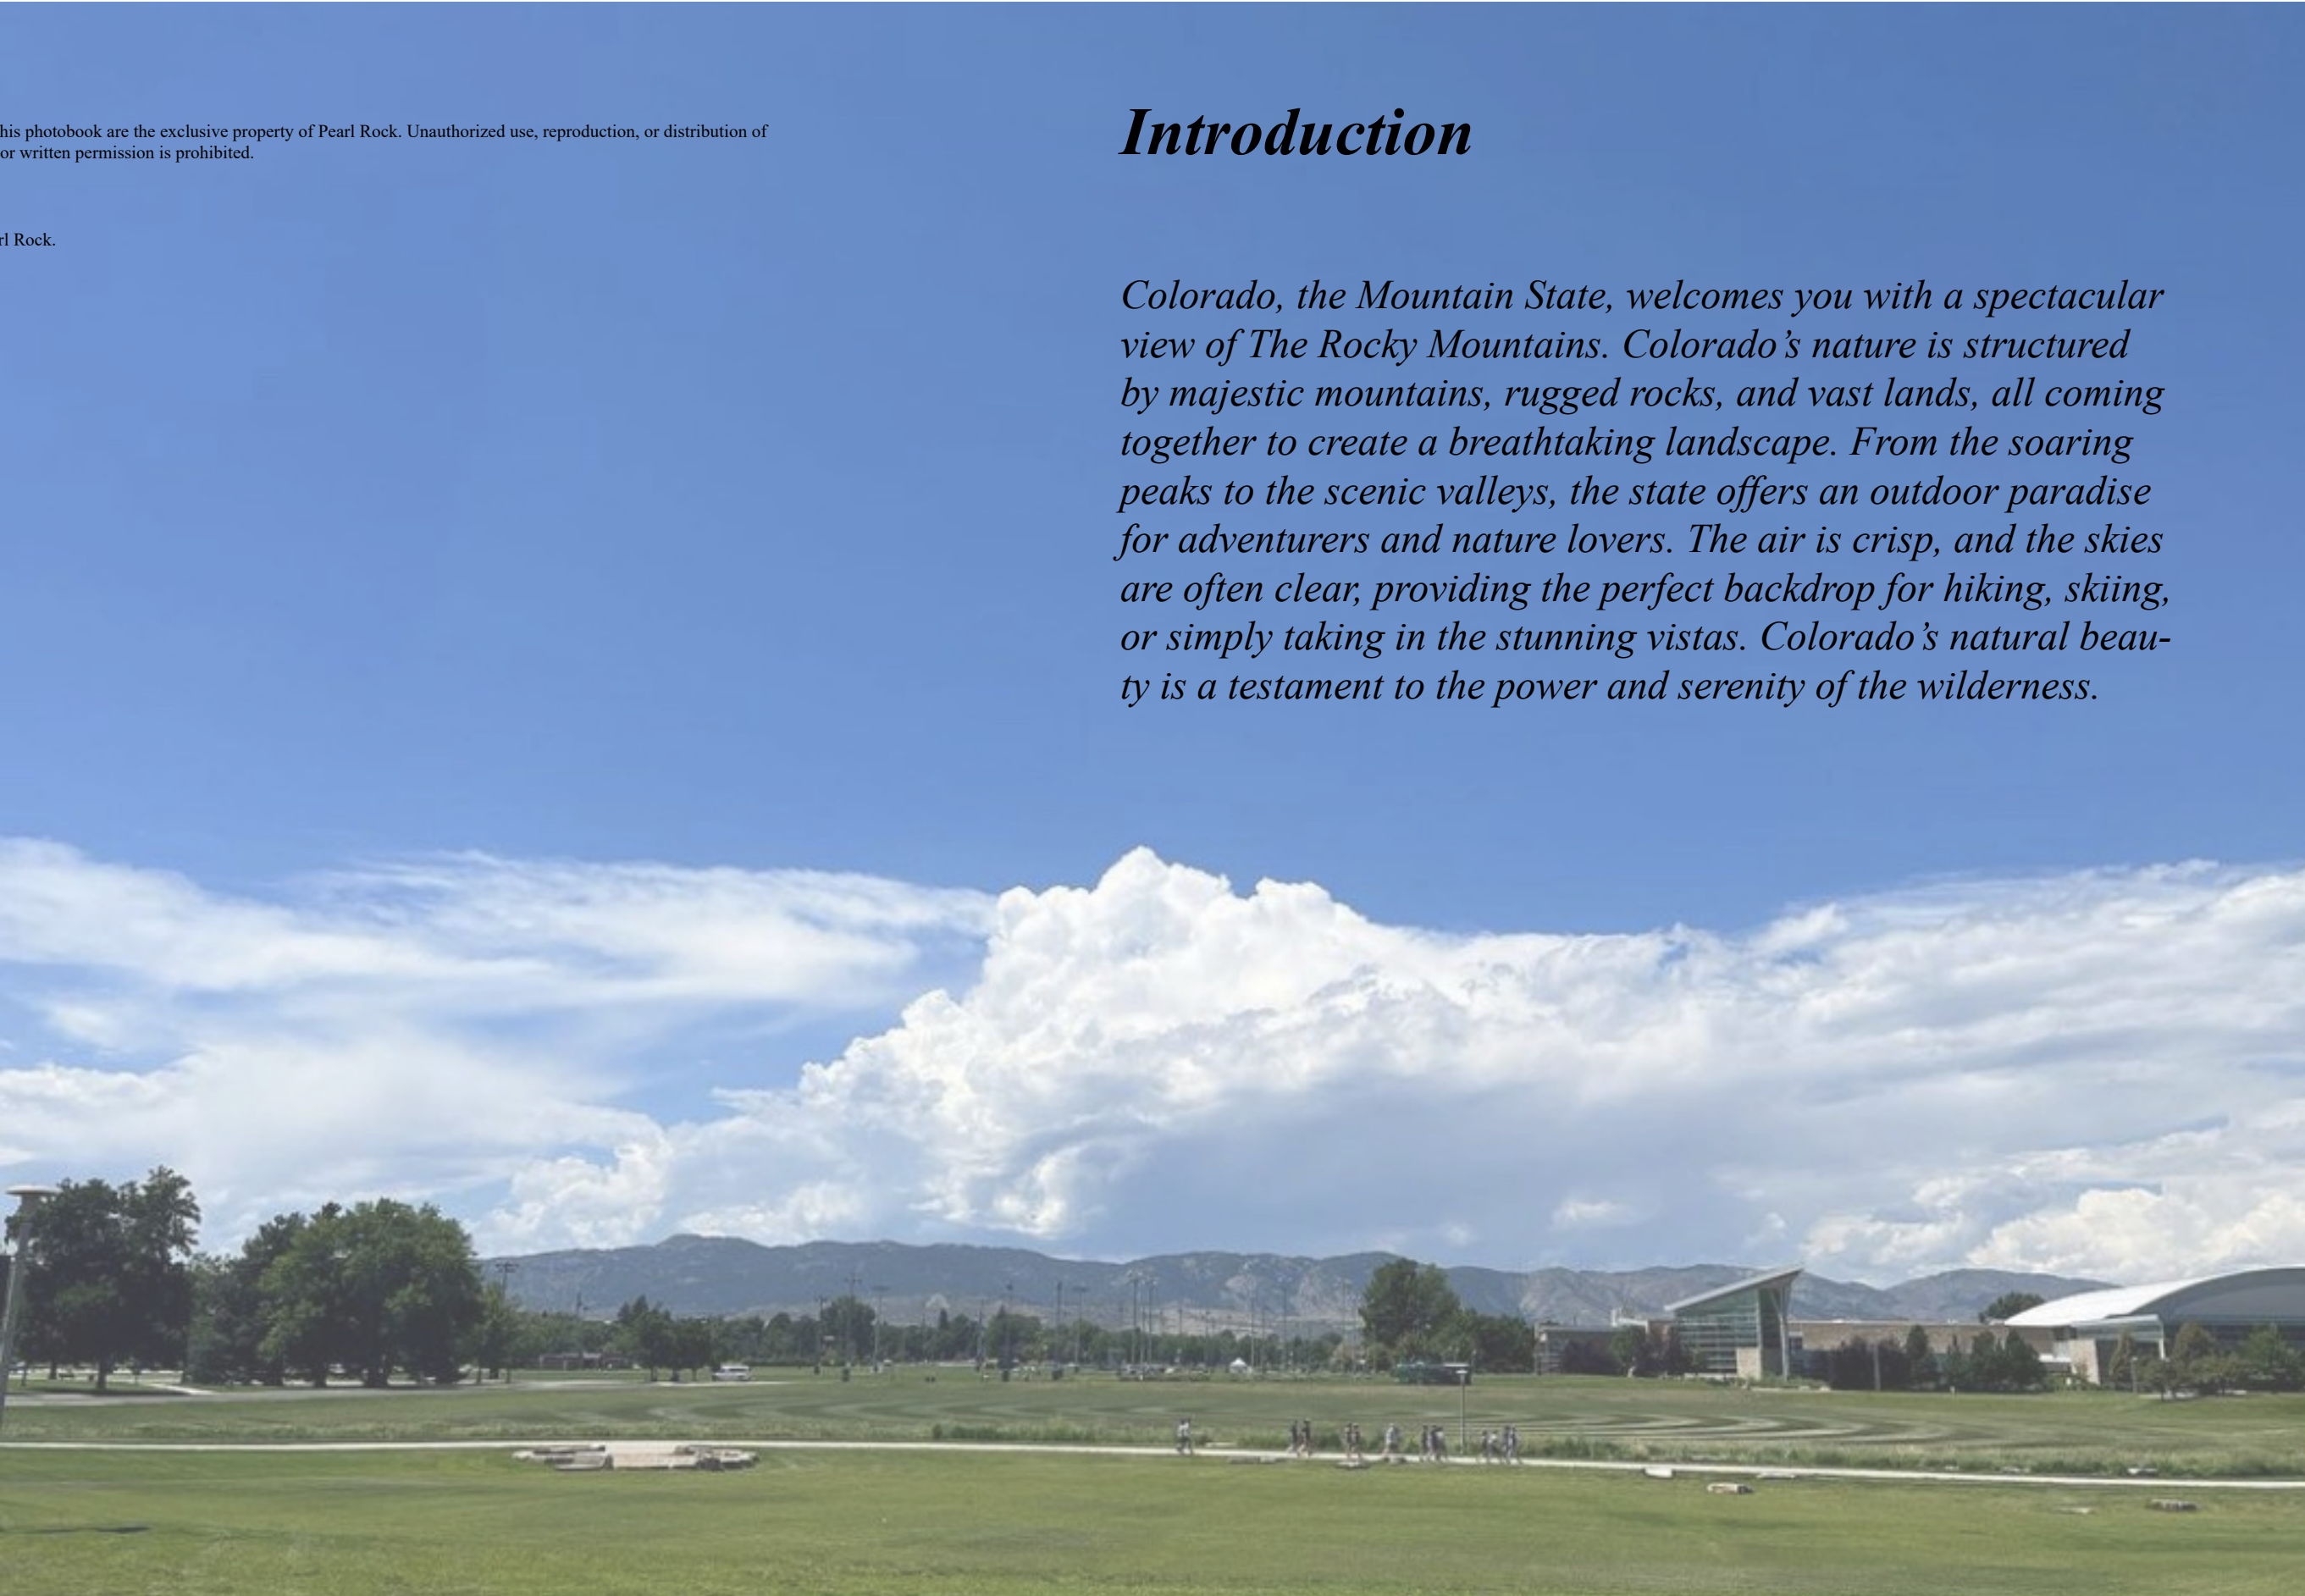 his photobook are the exclusive property of Pearl Rock. Unauthorized use, reproduction, or distribution of
or written permission is prohibited.
rl Rock.
Introduction
Colorado, the Mountain State, welcomes you with a spectacular
view of The Rocky Mountains. Colorado’s nature is structured
by majestic mountains, rugged rocks, and vast lands, all coming
together to create a breathtaking landscape. From the soaring
peaks to the scenic valleys, the state offers an outdoor paradise
for adventurers and nature lovers. The air is crisp, and the skies
are often clear, providing the perfect backdrop for hiking, skiing,
or simply taking in the stunning vistas. Colorado’s natural beau-
ty is a testament to the power and serenity of the wilderness.